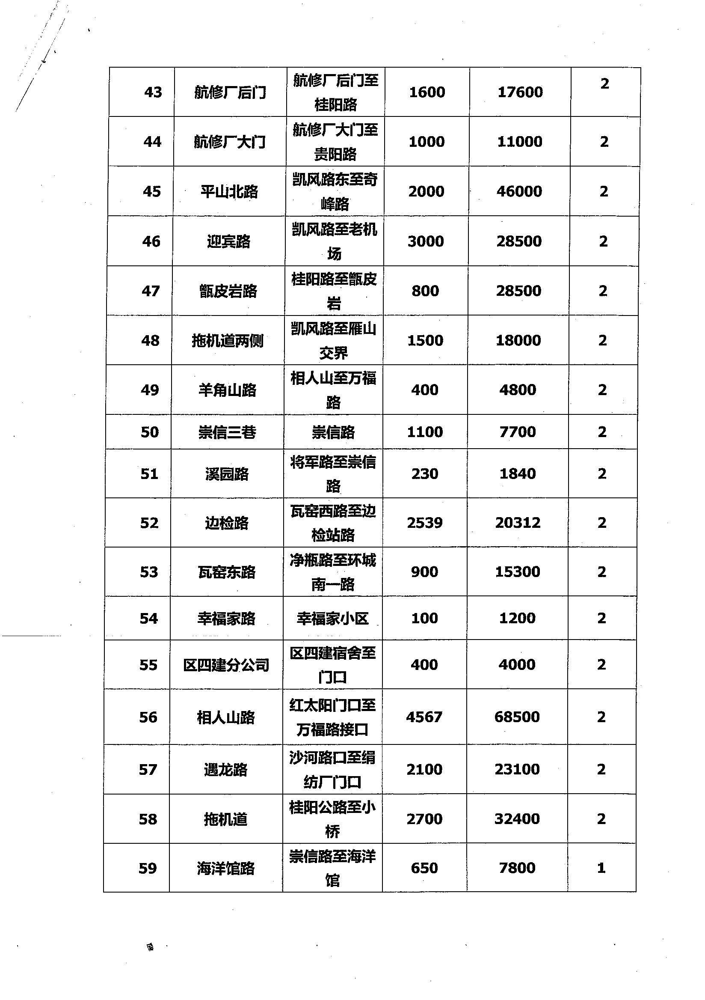 43 航修厂后门 航修厂后门至 1600 17600 2
桂阳路
44 航修厂大门 航修厂大门至 1000 11000 2
贵阳路
45 平山北路 凯风路东至奇 2000 46000 2
峰路
46 迎宾路 凯风路至老机 3000 28500 2
场
47 甑皮岩路 桂阳路至甑皮 800 28500 2
岩
48 拖机道两侧 凯风路至雁山 1500 18000 2
交界
49 羊角山路 相人山至万福 400 4800 2
路
50 崇信三巷 崇信路 1100 7700 2
51 溪园路 将军路至崇信 230 1840 2
路
52 边检路 瓦窑西路至边 2539 20312 2
检站路
53 瓦窑东路 净瓶路至环城 900 15300 2
南一路
54 幸福家路 幸福家小区 100 1200 2
55 区四建分公司 区四建宿舍至 400 4000 2
门口
56 相人山路 红太阳门口至 4567 68500 2
万福路接口
57 遇龙路 沙河路口至绢 2100 23100 2
纺厂门口
58 拖机道 桂阳公路至小 2700 32400 2
桥
59 海洋馆路 崇信路至海洋 650 7800 1
馆